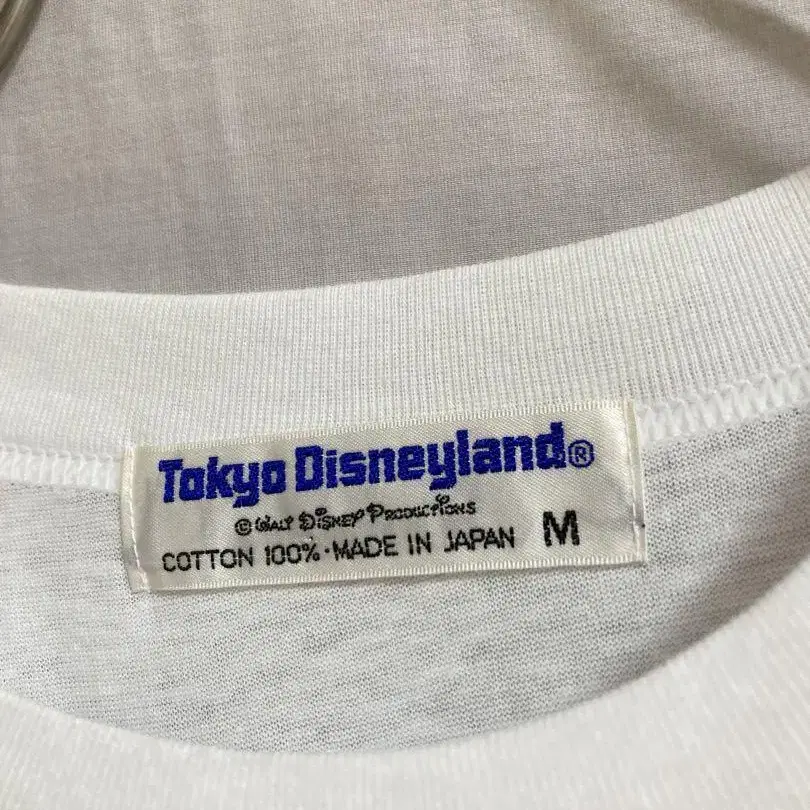 Tokyo Disneyland®
© WALT DISNEY PRODUCTIONS
COTTON 100%·MADE IN JAPAN M